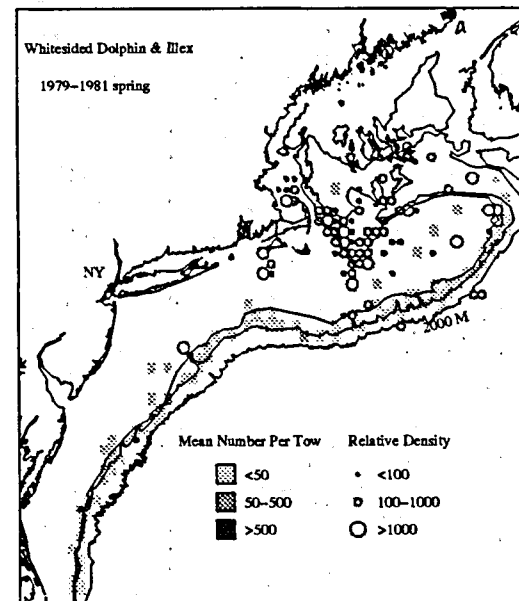 Whitesided Dolphin & Illex
1979–1981 spring
NY
2000 M
Mean Number Per Tow
<50
50–500
>500
Relative Density
<100
100–1000
>1000